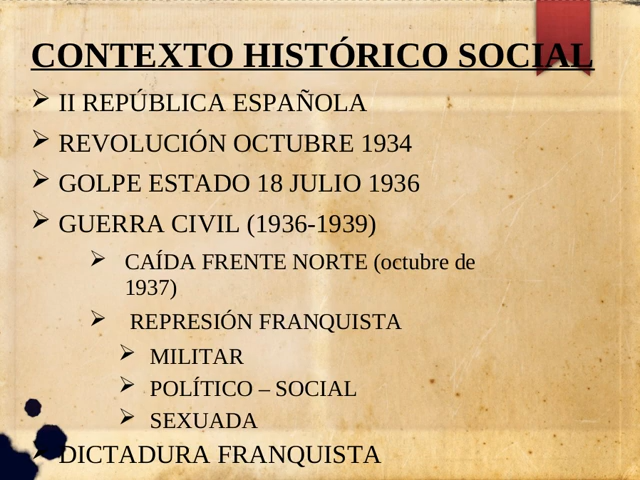 CONTEXTO HISTÓRICO SOCIAL
II REPÚBLICA ESPAÑOLA
REVOLUCIÓN OCTUBRE 1934
GOLPE ESTADO 18 JULIO 1936
GUERRA CIVIL (1936-1939)
CAÍDA FRENTE NORTE (octubre de
1937)
REPRESIÓN FRANQUISTA
MILITAR
POLÍTICO – SOCIAL
SEXUADA
DICTADURA FRANQUISTA